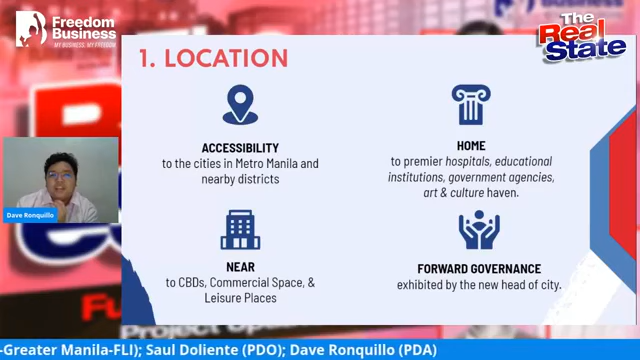 Freedom
Business
MY BUSINESS. MY FREEDOM
The
Real
State
1. LOCATION
ACCESSIBILITY
to the cities in Metro Manila and
nearby districts
HOME
to premier hospitals, educational
institutions, government agencies,
art & culture haven.
NEAR
to CBDs, Commercial Space, &
Leisure Places
FORWARD GOVERNANCE
exhibited by the new head of city.
Dave Ronquillo
-Greater Manila-FLI); Saul Doliente (PDO); Dave Ronquillo (PDA)